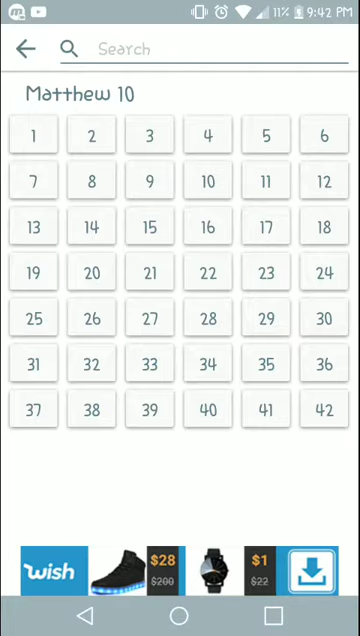 11% 9:42 PM
Search
Matthew 10
1 2 3 4 5 6
7 8 9 10 11 12
13 14 15 16 17 18
19 20 21 22 23 24
25 26 27 28 29 30
31 32 33 34 35 36
37 38 39 40 41 42
wish $28 $200 $1 $22